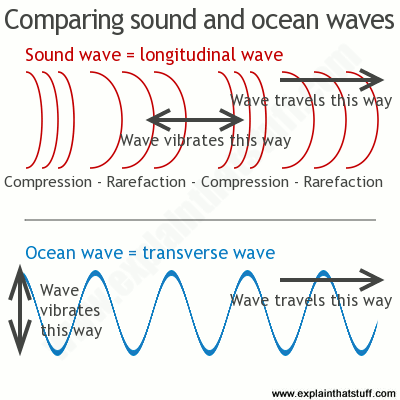 Comparing sound and ocean waves
Sound wave = longitudinal wave
Wave travels this way
Wave vibrates this way
Compression - Rarefaction - Compression - Rarefaction
Ocean wave = transverse wave
Wave
vibrates
this way
Wave travels this way
www.explainthatstuff.com